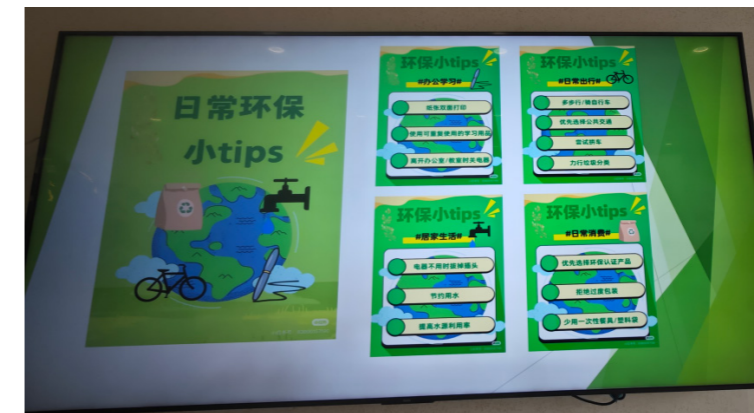 日常环保
小tips
环保小tips
#办公学习#
纸张双面打印
使用可重复使用的学习用品
离开办公室/教室时关电器
环保小tips
#日常出行#
多步行/骑自行车
优先选择公共交通
尝试拼车
力行垃圾分类
环保小tips
#居家生活#
电器不用时拔掉插头
节约用水
提高水源利用率
环保小tips
#日常消费#
优先选择环保认证产品
拒绝过度包装
少用一次性餐具/塑料袋